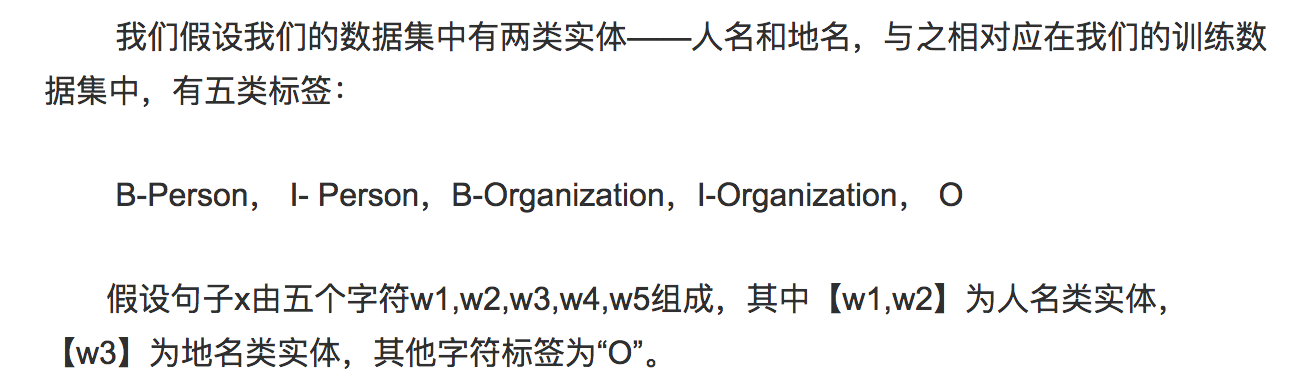 我们假设我们的数据集中有两类实体——人名和地名，与之相对应在我们的训练数
据集中，有五类标签：
B-Person， I- Person，B-Organization，I-Organization， O
假设句子x由五个字符w1,w2,w3,w4,w5组成，其中【w1,w2】为人名类实体，
【w3】为地名类实体，其他字符标签为“O”。